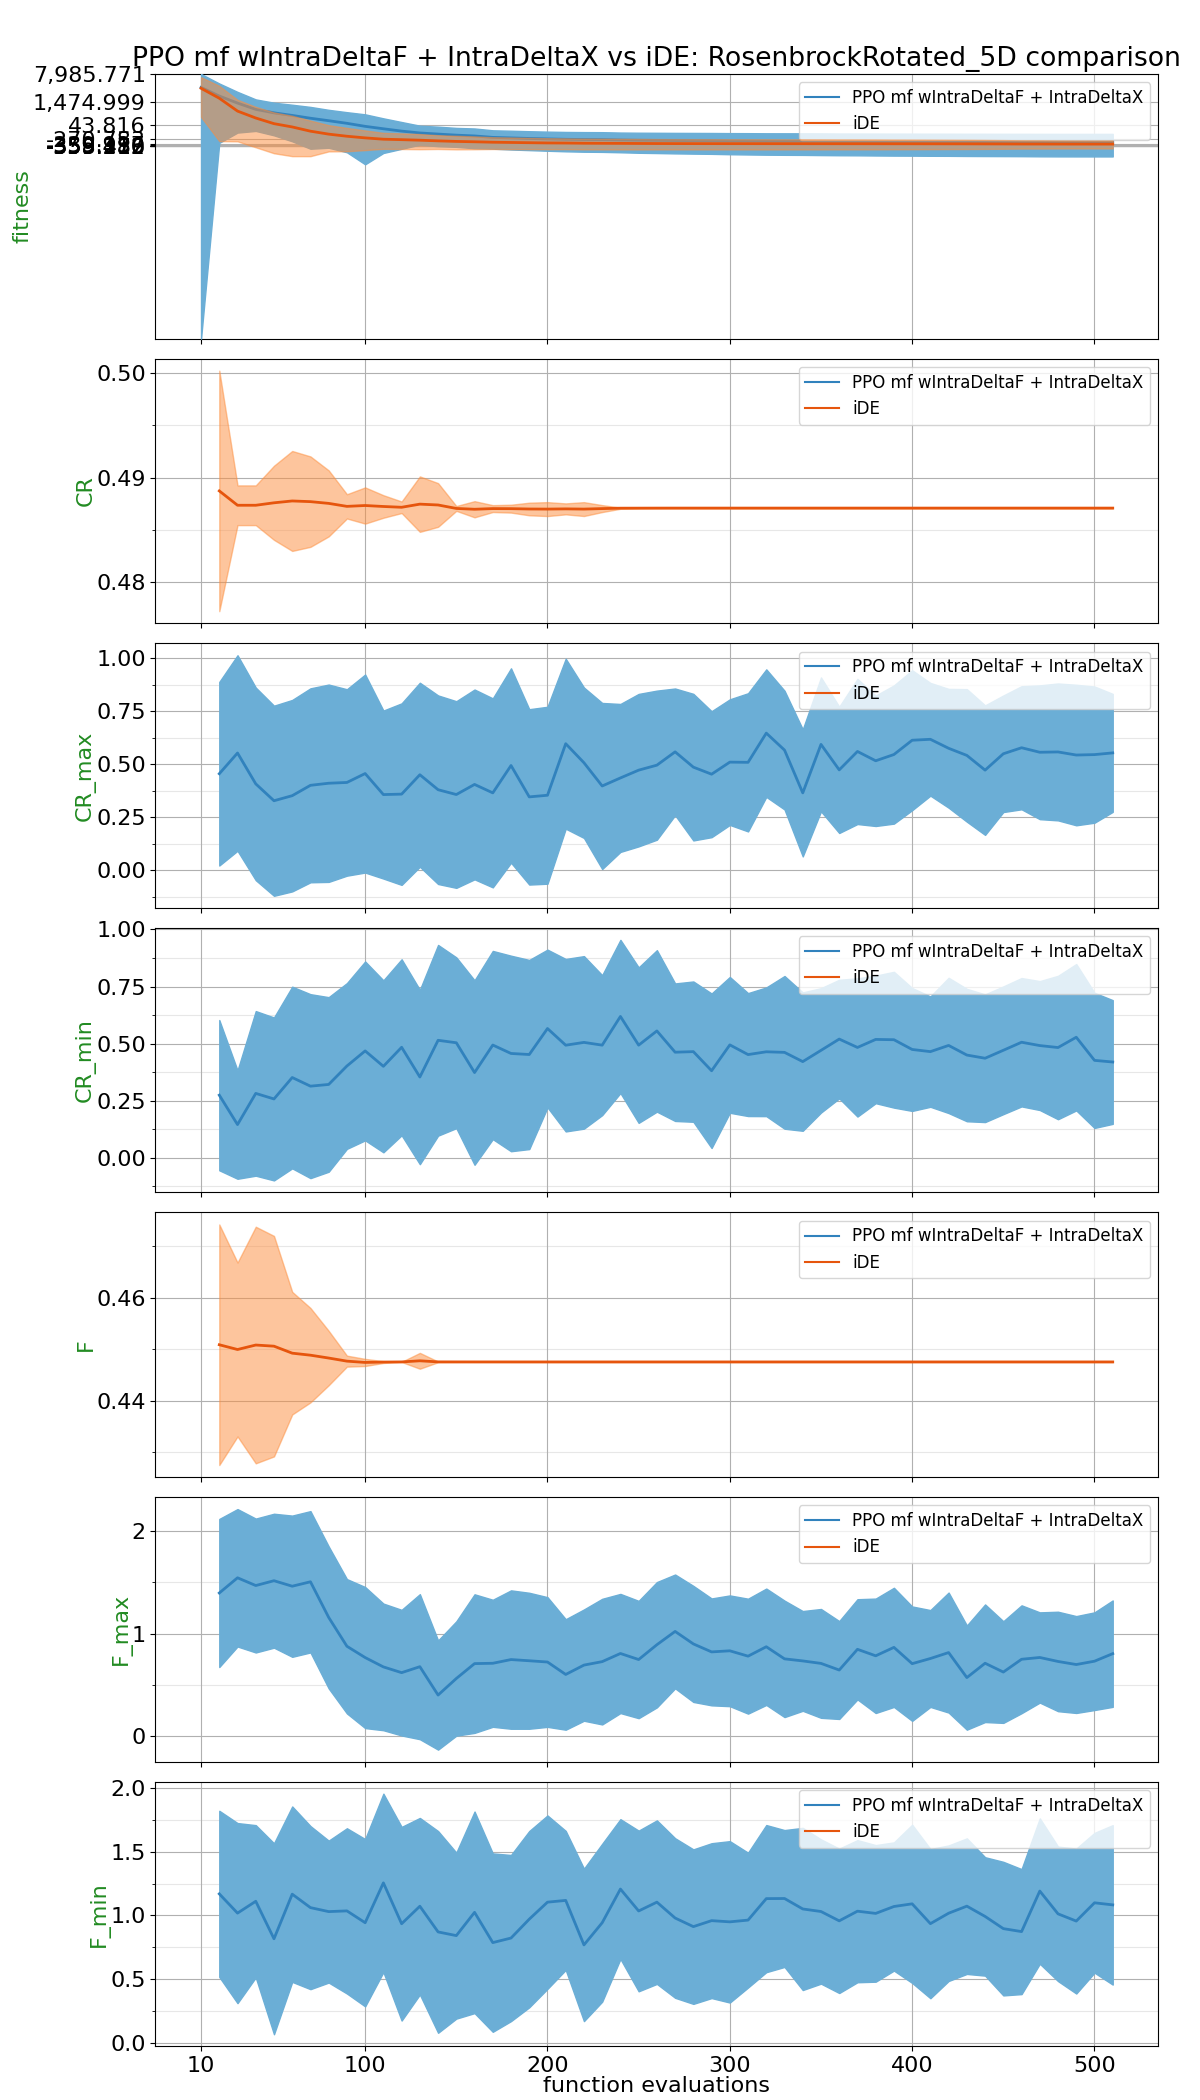 PPO mf wIntraDeltaF + IntraDeltaX vs iDE: RosenbrockRotated_5D comparison
7,985.771
1,474.999
43.816
fitness
PPO mf wIntraDeltaF + IntraDeltaX
iDE
0.50
0.49
0.48
CR
PPO mf wIntraDeltaF + IntraDeltaX
iDE
1.00
0.75
0.50
0.25
0.00
CR_max
PPO mf wIntraDeltaF + IntraDeltaX
iDE
1.00
0.75
0.50
0.25
0.00
CR_min
PPO mf wIntraDeltaF + IntraDeltaX
iDE
0.46
0.44
F
PPO mf wIntraDeltaF + IntraDeltaX
iDE
2
1
0
F_max
PPO mf wIntraDeltaF + IntraDeltaX
iDE
2.0
1.5
1.0
0.5
0.0
F_min
PPO mf wIntraDeltaF + IntraDeltaX
iDE
10 100 200 300 400 500
function evaluations